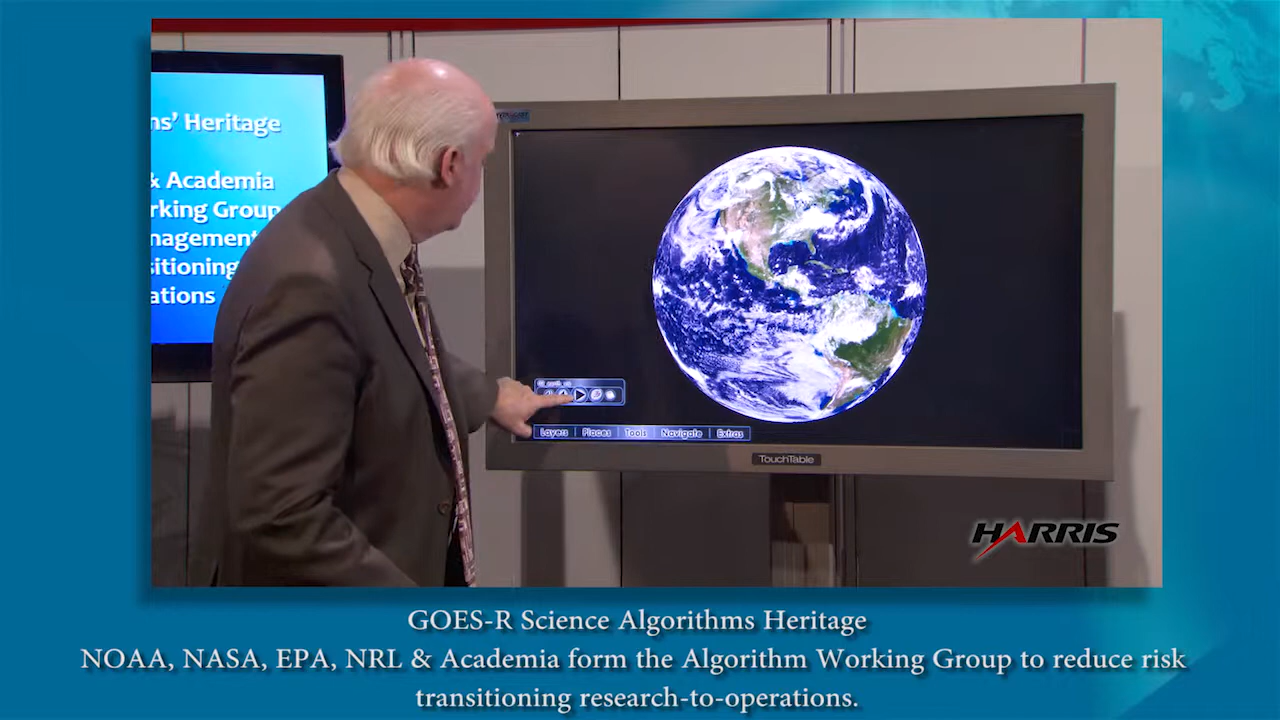 ns' Heritage
& Academia
rking Group
nagement
sitioning
ations
Layers
Places
Tools
Navigate
Extras
TouchTable
HARRIS
GOES-R Science Algorithms Heritage
NOAA, NASA, EPA, NRL & Academia form the Algorithm Working Group to reduce risk
transitioning research-to-operations.